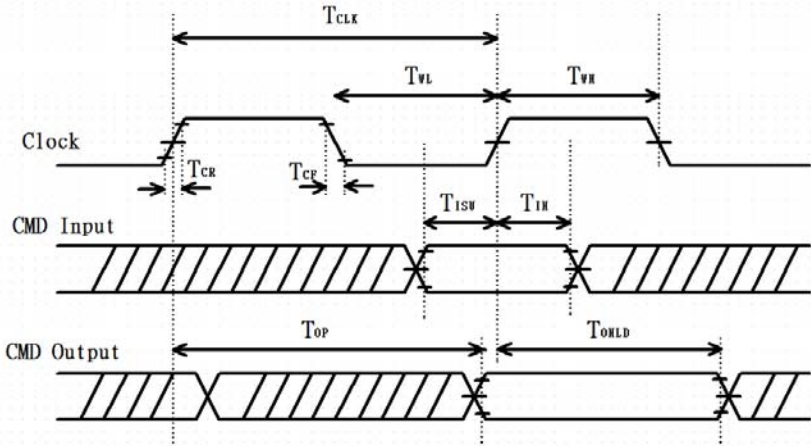 TCLK
TWL TWH
Clock
TCR TCF
TISU TIH
CMD Input
TOP TOHLD
CMD Output